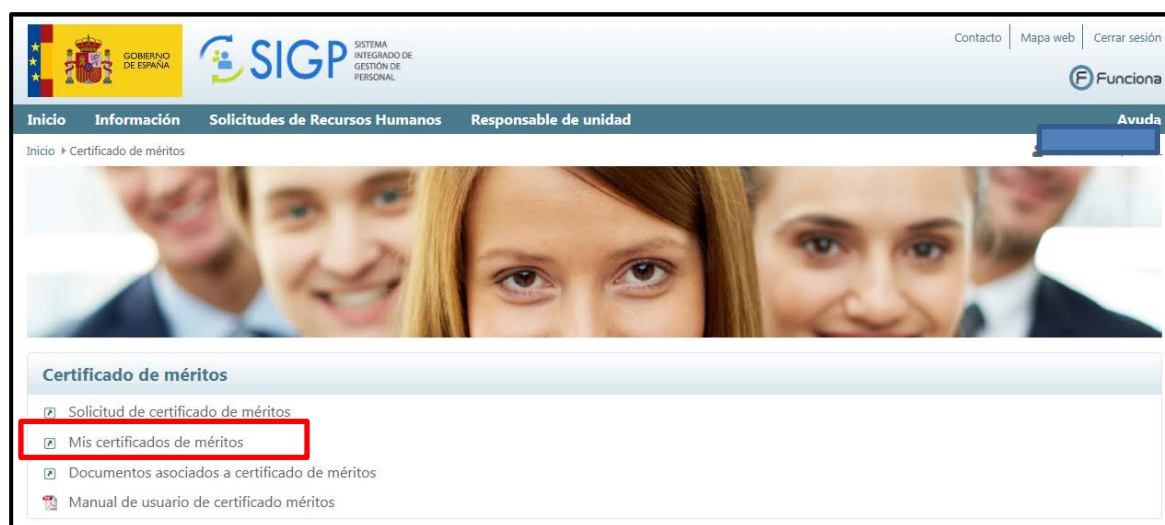 GOBIERNO
DE ESPAÑA
SIGP
SISTEMA
INTEGRADO DE
GESTIÓN DE
PERSONAL
Contacto Mapa web Cerrar sesión
F Funciona
Inicio Información Solicitudes de Recursos Humanos Responsable de unidad Ayuda
Inicio Certificado de méritos
Certificado de méritos
Solicitud de certificado de méritos
Mis certificados de méritos
Documentos asociados a certificado de méritos
Manual de usuario de certificado méritos